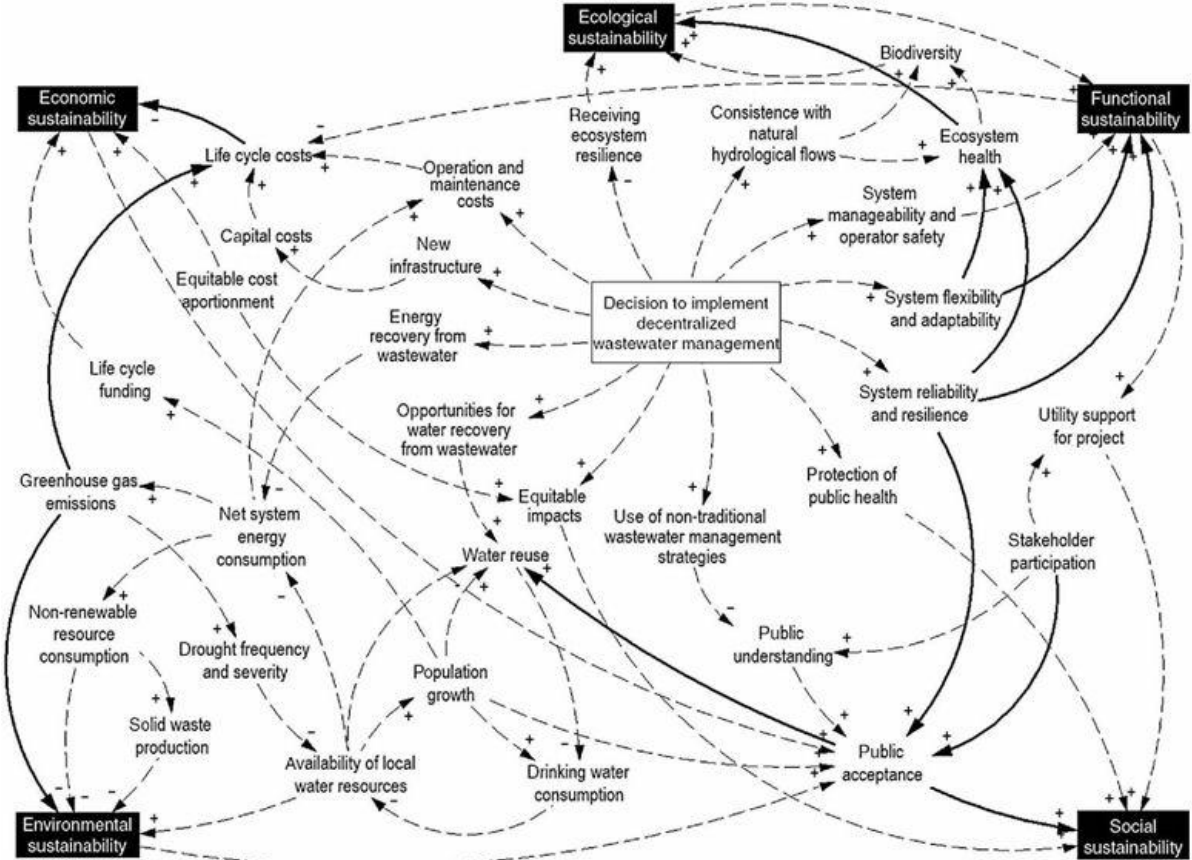 Ecological
sustainability
Biodiversity
Economic
sustainability
Functional
sustainability
Receiving
ecosystem
resilience
Consistence with
natural
hydrological flows
Ecosystem
health
Life cycle costs
Operation and
maintenance
costs
System
manageability and
operator safety
Capital costs
New
infrastructure
Equitable cost
aportionment
Decision to implement
decentralized
wastewater management
System flexibility
and adaptability
Energy
recovery from
wastewater
Life cycle
funding
System reliability
and resilience
Opportunities for
water recovery
from wastewater
Utility support
for project
Protection of
public health
Greenhouse gas
emissions
Net system
energy
consumption
Equitable
impacts
Use of non-traditional
wastewater management
strategies
Stakeholder
participation
Water reuse
Non-renewable
resource
consumption
Drought frequency
and severity
Public
understanding
Population
growth
Solid waste
production
Availability of local
water resources
Drinking water
consumption
Public
acceptance
Environmental
sustainability
Social
sustainability